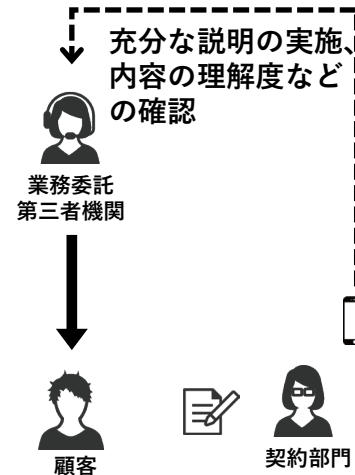 充分な説明の実施、
内容の理解度など
の確認
業務委託
第三者機関
顧客
契約部門